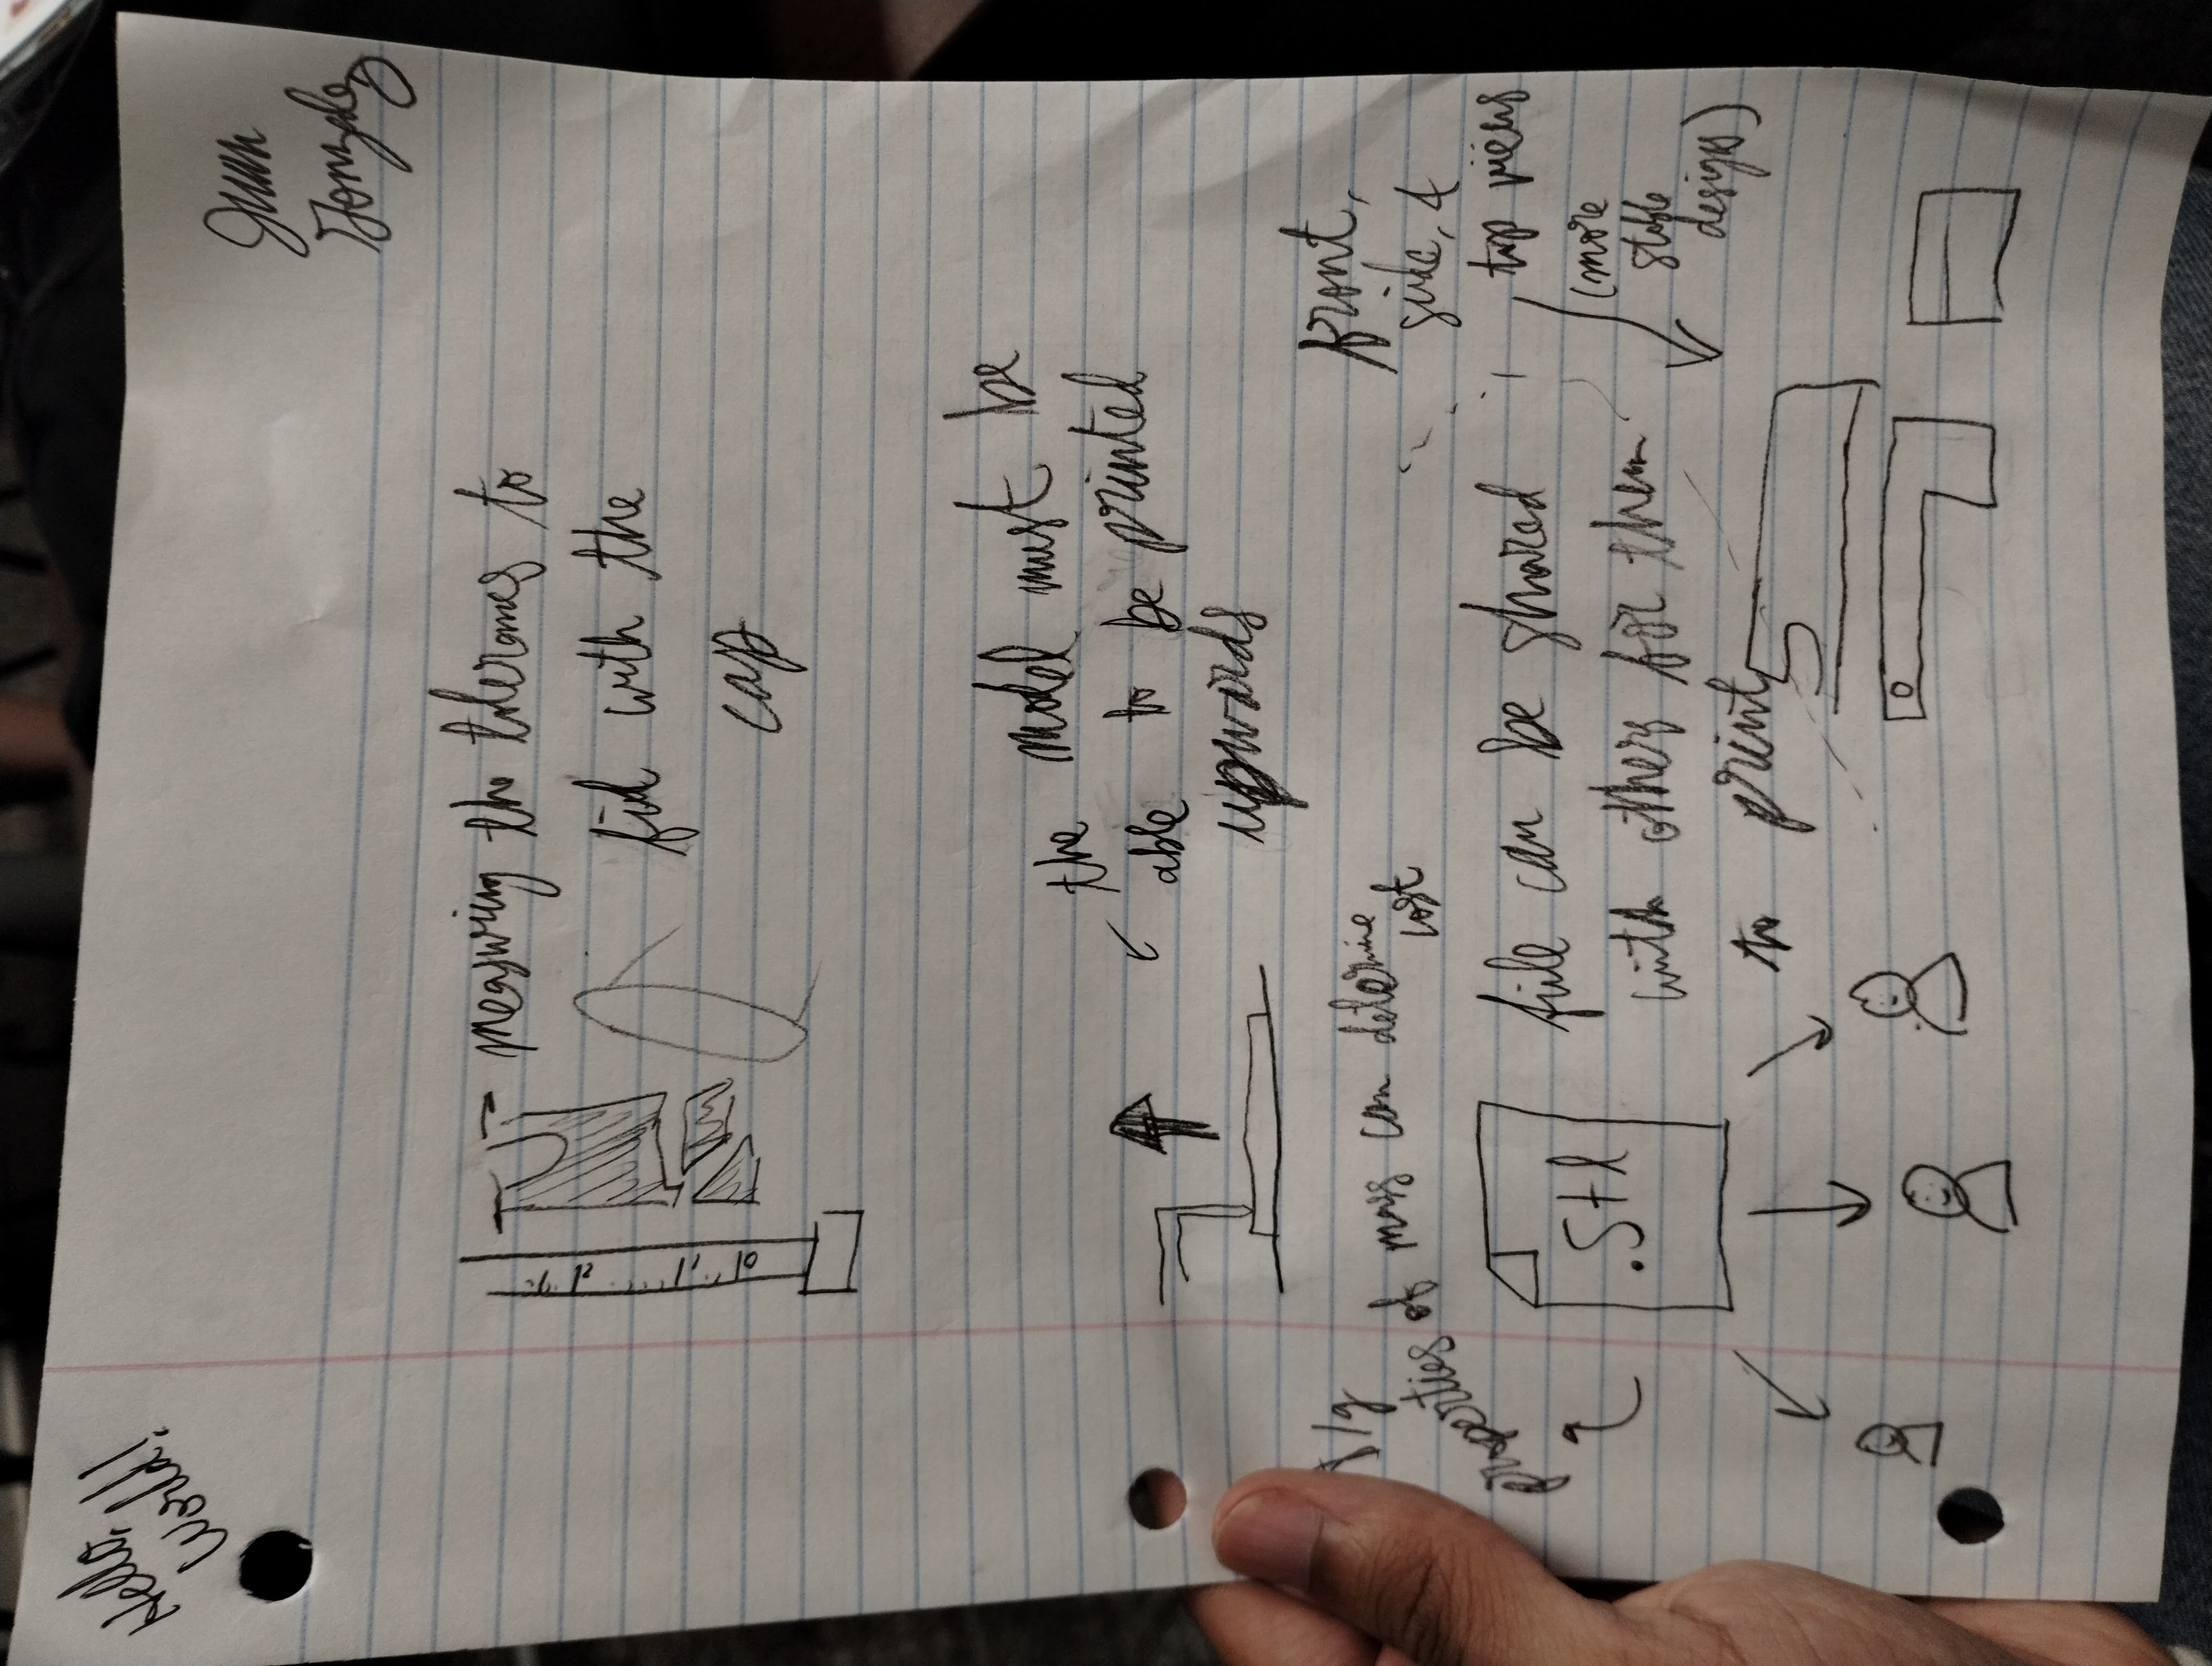 Hello,
World!
Juan
Gonzalez
measuring the tolerances to
fid with the
cap
10
the model must be
able to be printed
upwards
/g
properties of mass can determine
cost
front,
side, &
top views
(more
stable
designs)
.Stl
file can be shared
with others for them
to print